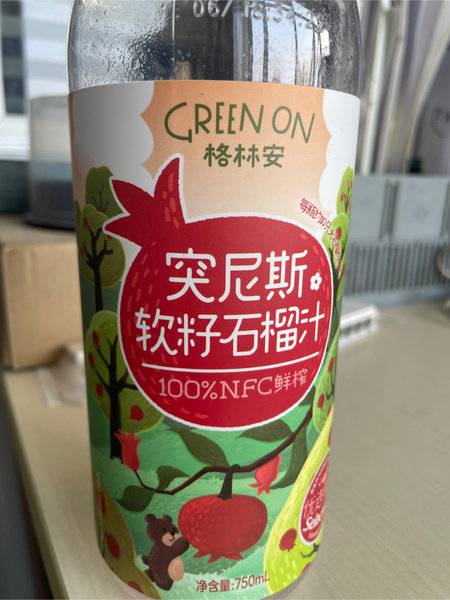 GREEN ON
格林安
突尼斯
软籽石榴汁
100%NFC鲜榨
净含量:750mL